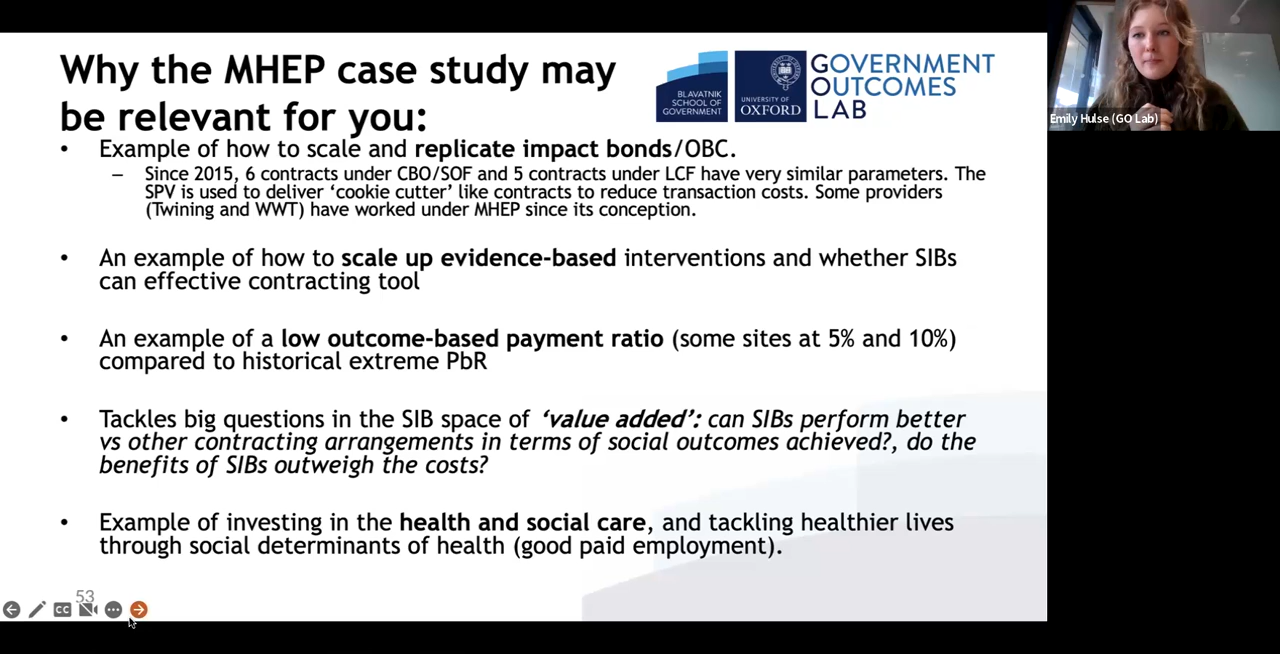 Why the MHEP case study may
be relevant for you:
BLAVATNIK
SCHOOL OF
GOVERNMENT
UNIVERSITY OF
OXFORD
GOVERNMENT
OUTCOMES
LAB
Emily Hulse (GO Lab)
• Example of how to scale and replicate impact bonds/OBC.
– Since 2015, 6 contracts under CBO/SOF and 5 contracts under LCF have very similar parameters. The
SPV is used to deliver ‘cookie cutter’ like contracts to reduce transaction costs. Some providers
(Twining and WWT) have worked under MHEP since its conception.
• An example of how to scale up evidence-based interventions and whether SIBs
can effective contracting tool
• An example of a low outcome-based payment ratio (some sites at 5% and 10%)
compared to historical extreme PbR
• Tackles big questions in the SIB space of ‘value added’: can SIBs perform better
vs other contracting arrangements in terms of social outcomes achieved?, do the
benefits of SIBs outweigh the costs?
• Example of investing in the health and social care, and tackling healthier lives
through social determinants of health (good paid employment).
53
CC